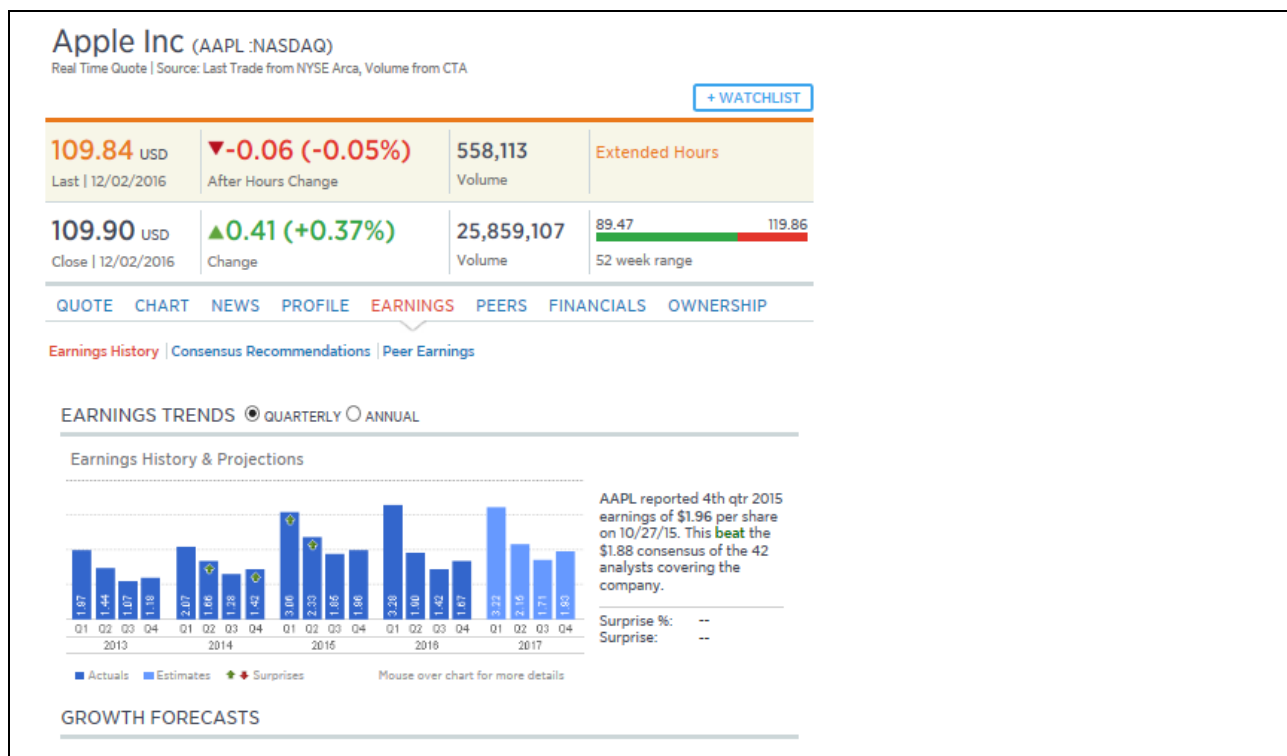 Apple Inc (AAPL :NASDAQ)
Real Time Quote | Source: Last Trade from NYSE Arca, Volume from CTA
+ WATCHLIST
109.84 USD ▼-0.06 (-0.05%) 558,113 Extended Hours
Last | 12/02/2016 After Hours Change Volume
109.90 USD ▲0.41 (+0.37%) 25,859,107 89.47 119.86
Close | 12/02/2016 Change Volume 52 week range
QUOTE CHART NEWS PROFILE EARNINGS PEERS FINANCIALS OWNERSHIP
Earnings History | Consensus Recommendations | Peer Earnings
EARNINGS TRENDS QUARTERLY ANNUAL
Earnings History & Projections
1.97 1.44 1.07 1.18 2.07 1.66 1.28 1.42 3.06 2.33 1.85 1.96 3.28 1.90 1.42 1.67 3.22 2.15 1.71 1.93
Q1 Q2 Q3 Q4 Q1 Q2 Q3 Q4 Q1 Q2 Q3 Q4 Q1 Q2 Q3 Q4 Q1 Q2 Q3 Q4
2013 2014 2015 2016 2017
Actuals Estimates Surprises Mouse over chart for more details
AAPL reported 4th qtr 2015
earnings of $1.96 per share
on 10/27/15. This beat the
$1.88 consensus of the 42
analysts covering the
company.
Surprise %: --
Surprise: --
GROWTH FORECASTS